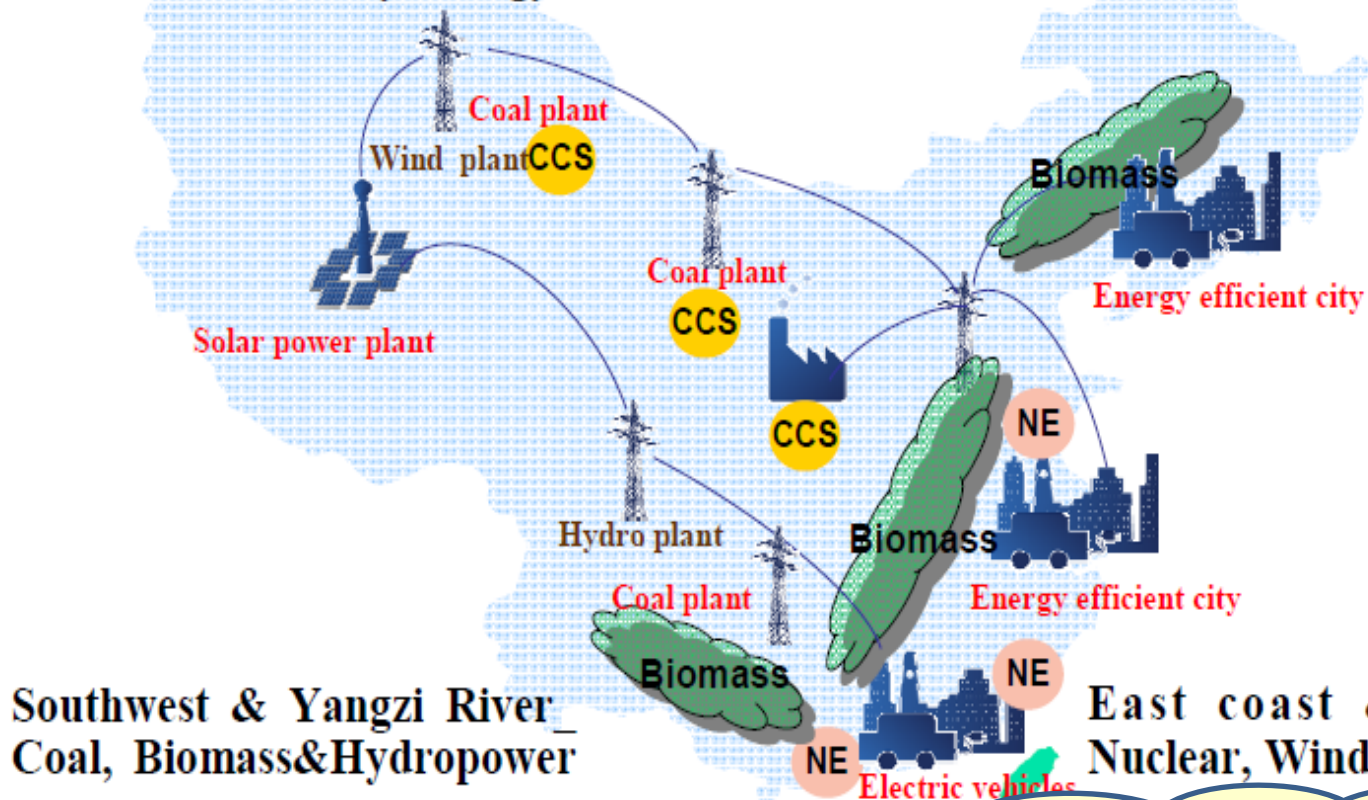 Coal plant
Wind plant
CCS
Biomass
Coal plant
Energy efficient city
CCS
Solar power plant
NE
CCS
Hydro plant
Biomass
Coal plant
Energy efficient city
Biomass
NE
Southwest & Yangzi River_
Coal, Biomass&Hydropower
East coast
Nuclear, Wind
NE
Electric vehicles